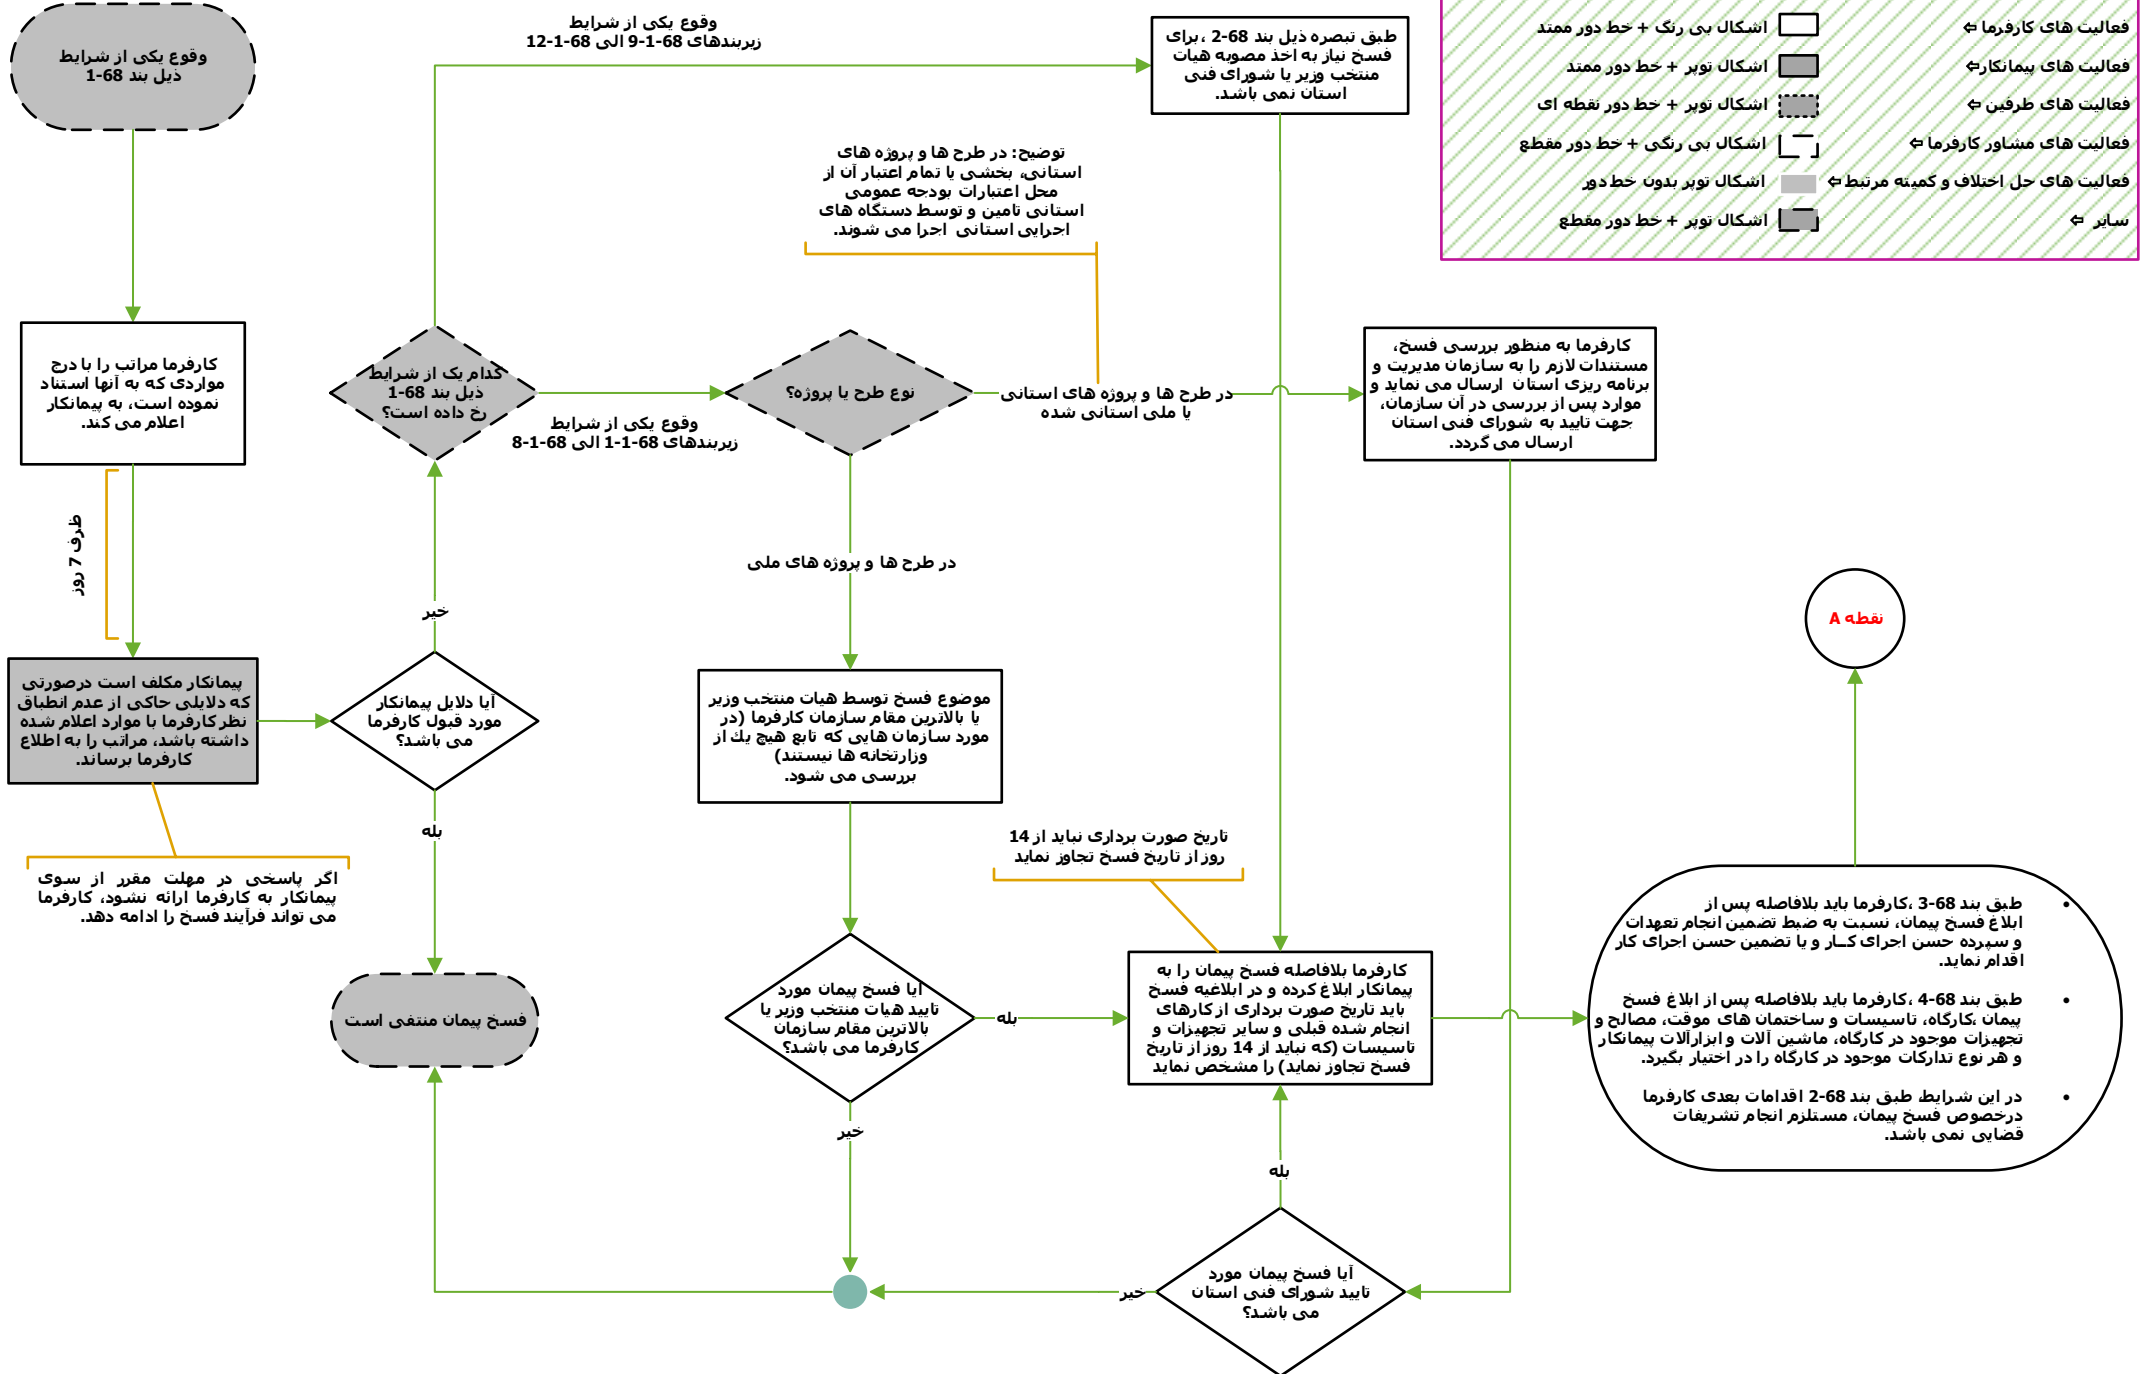 وقوع یکی از شرایط
ذیل بند 68-1
کارفرما مراتب را با درج
مواردی که به آنها استناد
نموده است، به پیمانکار
اعلام می کند.
ظرف 7 روز
پیمانکار مکلف است درصورتی
که دلایلی حاکی از عدم انطباق
نظر کارفرما با موارد اعلام شده
داشته باشد، مراتب را به اطلاع
کارفرما برساند.
اگر پاسخی در مهلت مقرر از سوی
پیمانکار به کارفرما ارائه نشود، کارفرما
می تواند فرآیند فسخ را ادامه دهد.
آیا دلایل پیمانکار
مورد قبول کارفرما
می باشد؟
خیر
بله
فسخ پیمان منتفی است
کدام یک از شرایط
ذیل بند 68-1
رخ داده است؟
وقوع یکی از شرایط
زیربندهای 68-1-9 الی 68-1-12
وقوع یکی از شرایط
زیربندهای 68-1-1 الی 68-1-8
طبق تبصره ذیل بند 68-2 ،برای
فسخ نیاز به اخذ مصوبه هیات
منتخب وزیر یا شورای فنی
استان نمی باشد.
توضیح: در طرح ها و پروژه های
استانی، بخشی یا تمام اعتبار آن از
محل اعتبارات بودجه عمومی
استانی تامین و توسط دستگاه های
اجرایی استانی اجرا می شوند.
نوع طرح یا پروژه؟
در طرح ها و پروژه های استانی
یا ملی استانی شده
کارفرما به منظور بررسی فسخ،
مستندات لازم را به سازمان مدیریت و
برنامه ریزی استان ارسال می نماید و
موارد پس از بررسی در آن سازمان،
جهت تایید به شورای فنی استان
ارسال می گردد.
در طرح ها و پروژه های ملی
موضوع فسخ توسط هیات منتخب وزیر
یا بالاترین مقام سازمان کارفرما (در
مورد سازمان هایی که تابع هیچ یك از
وزارتخانه ها نیستند)
بررسی می شود.
آیا فسخ پیمان مورد
تایید هیات منتخب وزیر یا
بالاترین مقام سازمان
کارفرما می باشد؟
بله
خیر
تاریخ صورت برداری نباید از 14
روز از تاریخ فسخ تجاوز نماید
کارفرما بلافاصله فسخ پیمان را به
پیمانکار ابلاغ کرده و در ابلاغیه فسخ
باید تاریخ صورت برداری از کارهای
انجام شده قبلی و سایر تجهیزات و
تاسیسات (که نباید از 14 روز از تاریخ
فسخ تجاوز نماید) را مشخص نماید
بله
آیا فسخ پیمان مورد
تایید شورای فنی استان
می باشد؟
خیر
• طبق بند 68-3 ،کارفرما باید بلافاصله پس از
ابلاغ فسخ پیمان، نسبت به ضبط تضمین انجام تعهدات
و سپرده حسن اجرای کـار و یا تضمین حسن اجرای کار
اقدام نماید.
• طبق بند 68-4 ،کارفرما باید بلافاصله پس از ابلاغ فسخ
پیمان ،کارگاه، تاسیسات و ساختمان های موقت، مصالح و
تجهیزات موجود در کارگاه، ماشین آلات و ابزارآلات پیمانکار
و هر نوع تدارکات موجود در کارگاه را در اختیار بگیرد.
• در این شرایط، طبق بند 68-2 اقدامات بعدی کارفرما
درخصوص فسخ پیمان، مستلزم انجام تشریفات
قضایی نمی باشد.
نقطه A
فعالیت های کارفرما ⇦ اشکال بی رنگ + خط دور ممتد
فعالیت های پیمانکار⇦ اشکال توپر + خط دور ممتد
فعالیت های طرفین ⇦ اشکال توپر + خط دور نقطه ای
فعالیت های مشاور کارفرما ⇦ اشکال بی رنگی + خط دور مقطع
فعالیت های حل اختلاف و کمیته مرتبط ⇦ اشکال توپر بدون خط دور
سایر ⇦ اشکال توپر + خط دور مقطع